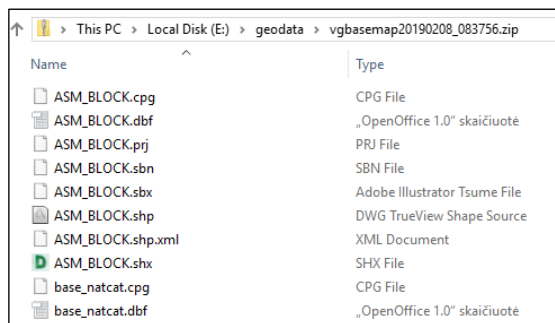 This PC > Local Disk (E:) > geodata > vgbasemap20190208_083756.zip
Name Type
ASM_BLOCK.cpg CPG File
ASM_BLOCK.dbf „OpenOffice 1.0“ skaičiuotė
ASM_BLOCK.prj PRJ File
ASM_BLOCK.sbn SBN File
ASM_BLOCK.sbx Adobe Illustrator Tsume File
ASM_BLOCK.shp DWG TrueView Shape Source
ASM_BLOCK.shp.xml XML Document
ASM_BLOCK.shx SHX File
base_natcat.cpg CPG File
base_natcat.dbf „OpenOffice 1.0“ skaičiuotė